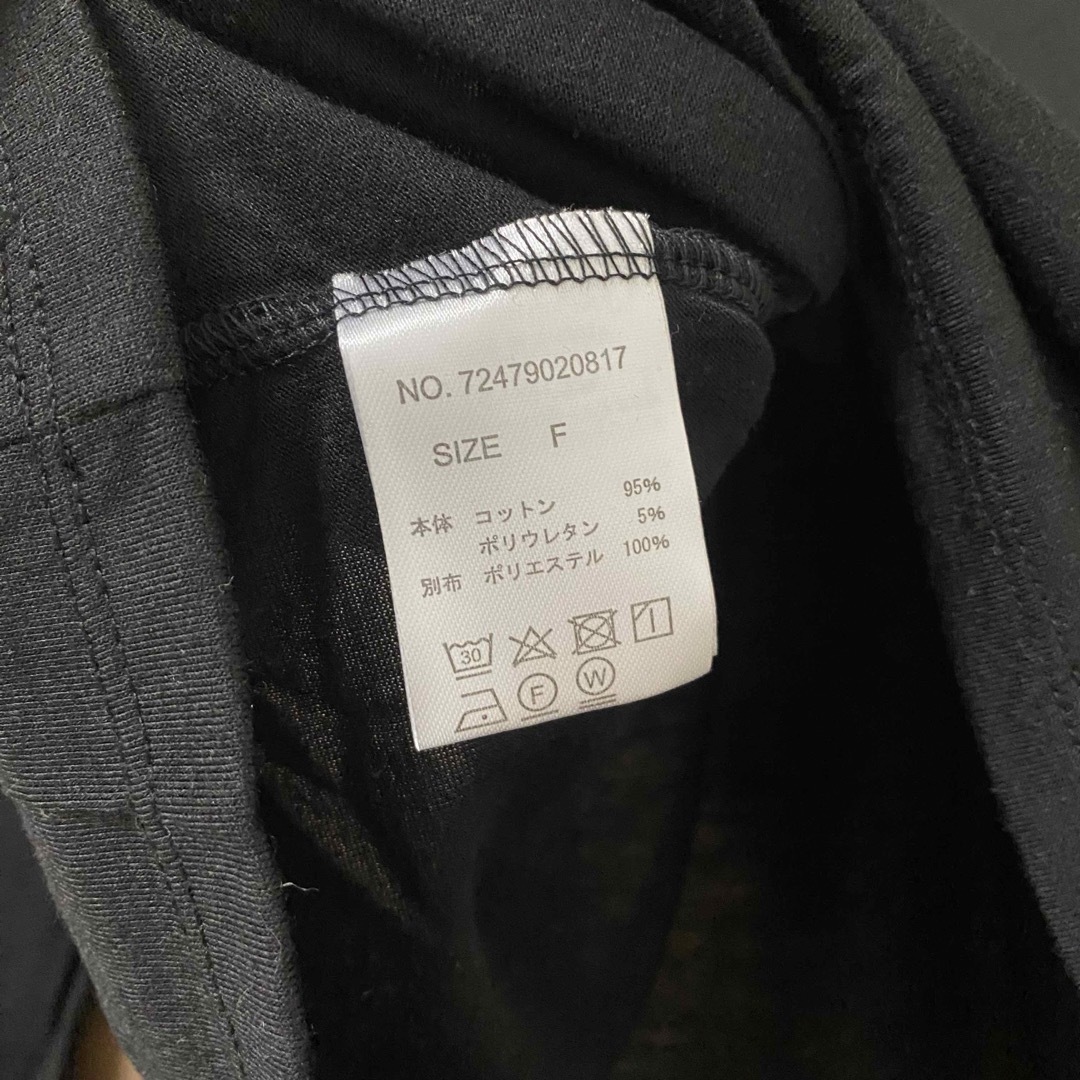 NO. 72479020817
SIZE F
本体 コットン 95%
ポリウレタン 5%
別布 ポリエステル 100%
30
F W